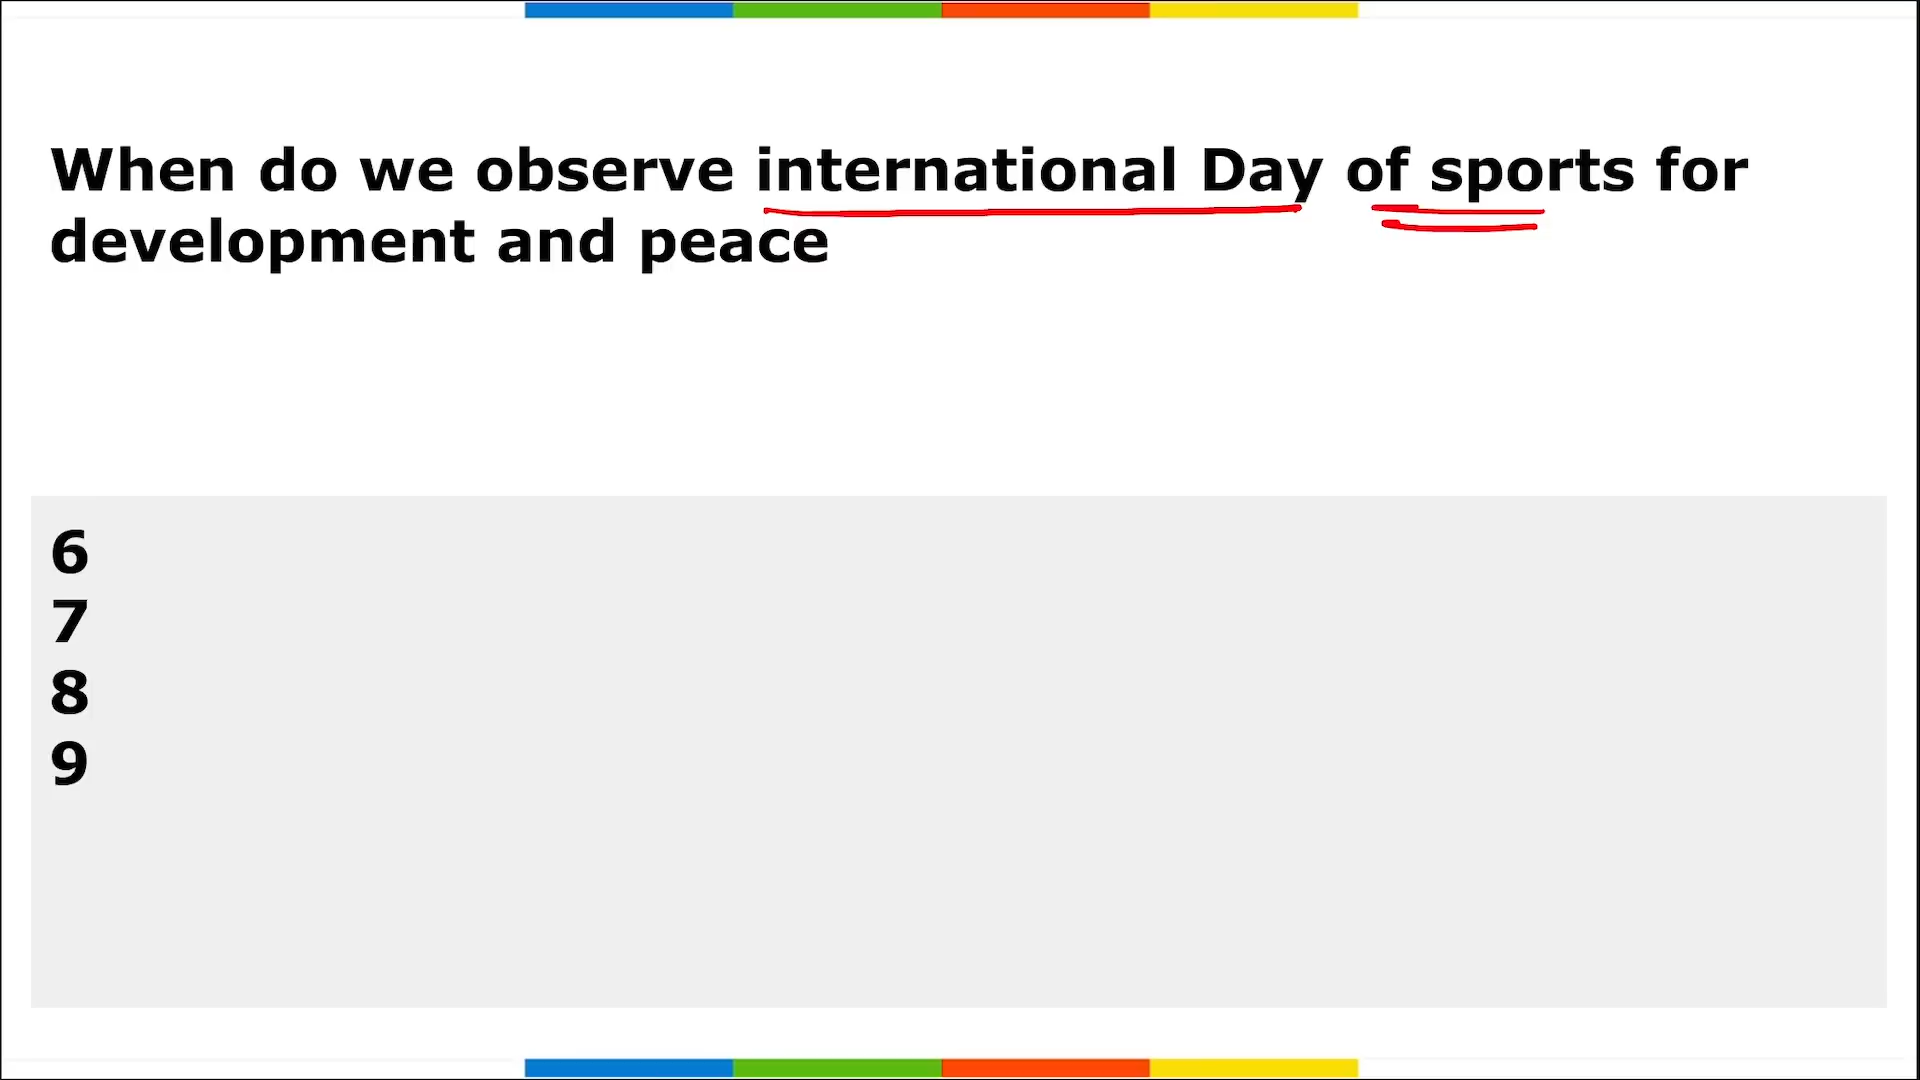 When do we observe international Day of sports for
development and peace
6
7
8
9